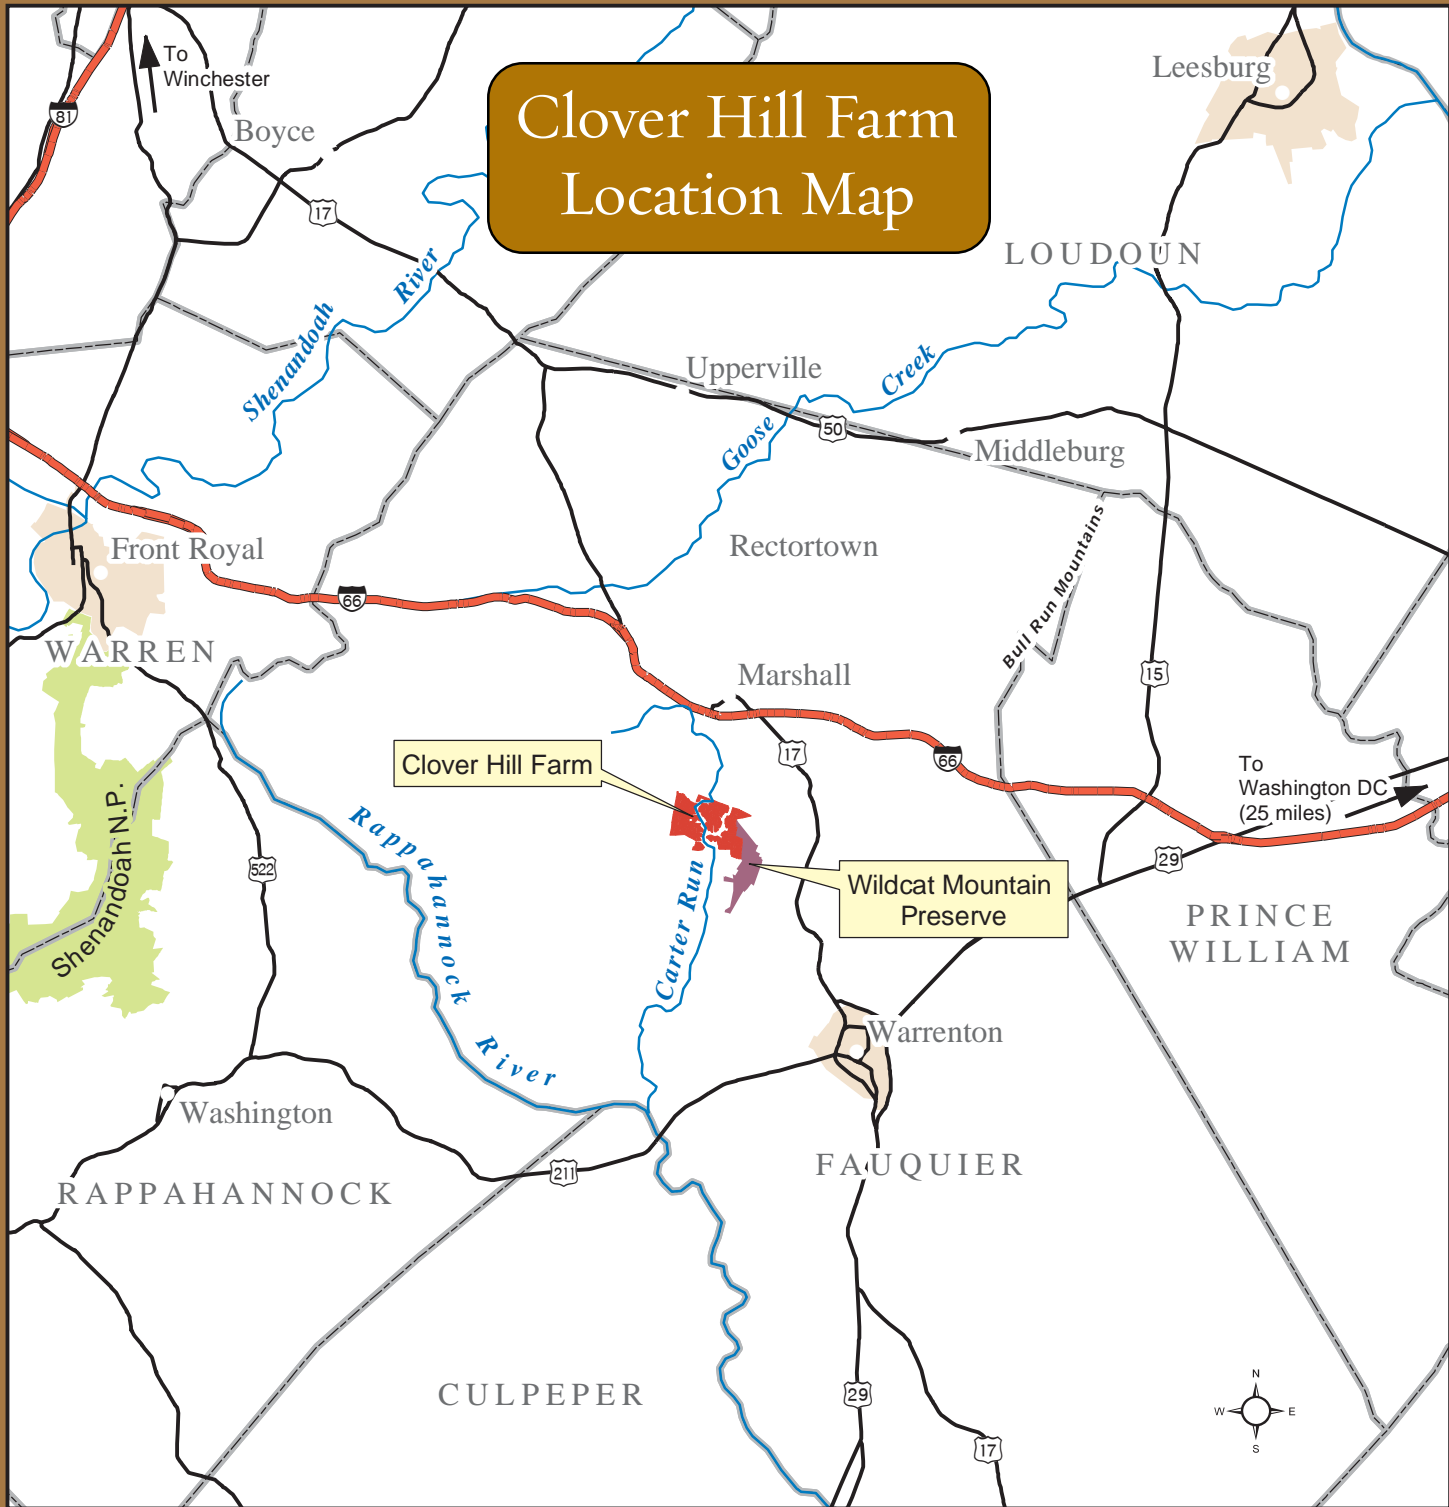 Clover Hill Farm
Location Map
To
Winchester
81
Boyce
17
Leesburg
LOUDOUN
Shenandoah River
Upperville
Goose Creek
50
Middleburg
Front Royal
Rectortown
Bull Run Mountains
66
WARREN
Marshall
15
17
66
Clover Hill Farm
To
Washington DC
(25 miles)
Shenandoah N.P.
Rappahannock River
522
Carter Run
29
Wildcat Mountain
Preserve
PRINCE
WILLIAM
Warrenton
Washington
211
FAUQUIER
RAPPAHANNOCK
CULPEPER
29
17
N
W
E
S